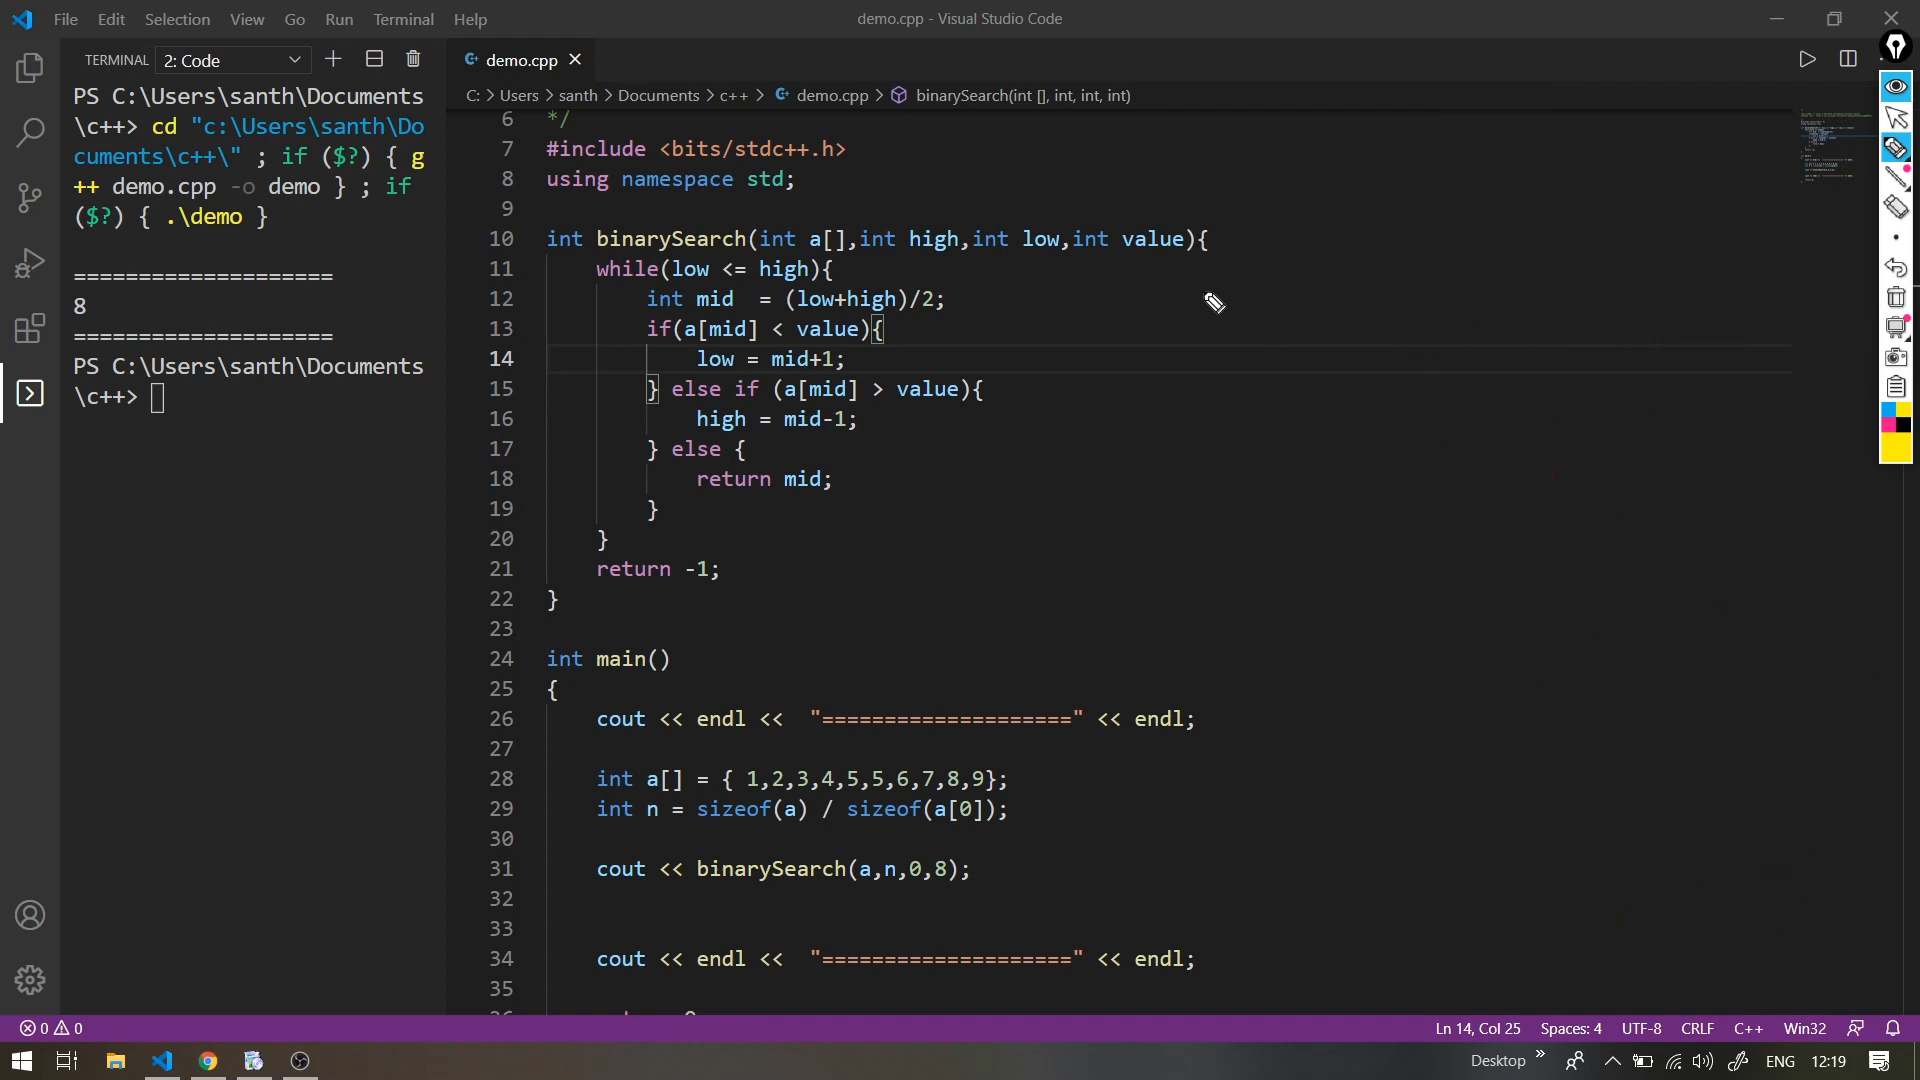 File Edit Selection View Go Run Terminal Help
demo.cpp - Visual Studio Code
TERMINAL 2: Code
PS C:\Users\santh\Documents
\c++> cd "c:\Users\santh\Do
cuments\c++\" ; if ($?) { g
++ demo.cpp -o demo } ; if
($?) { .\demo }
=====================
8
=====================
PS C:\Users\santh\Documents
\c++>
demo.cpp
C: > Users > santh > Documents > c++ > demo.cpp > binarySearch(int [], int, int, int)
6 */
7 #include <bits/stdc++.h>
8 using namespace std;
9
10 int binarySearch(int a[],int high,int low,int value){
11 while(low <= high){
12 int mid  = (low+high)/2;
13 if(a[mid] < value){
14 low = mid+1;
15 } else if (a[mid] > value){
16 high = mid-1;
17 } else {
18 return mid;
19 }
20 }
21 return -1;
22 }
23
24 int main()
25 {
26 cout << endl <<  "====================" << endl;
27
28 int a[] = { 1,2,3,4,5,5,6,7,8,9};
29 int n = sizeof(a) / sizeof(a[0]);
30
31 cout << binarySearch(a,n,0,8);
32
33
34 cout << endl <<  "====================" << endl;
35
0 0
Ln 14, Col 25 Spaces: 4 UTF-8 CRLF C++ Win32
Desktop ENG 12:19